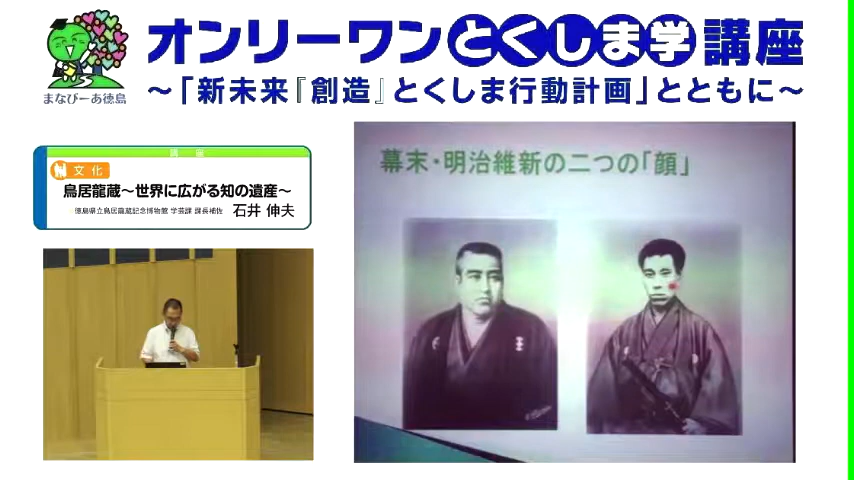 オンリーワンとくしま学講座
～「新未来『創造』とくしま行動計画」とともに～
まなびーあ徳島
講座
文化
鳥居龍蔵～世界に広がる知の遺産～
徳島県立鳥居龍蔵記念博物館 学芸課 課長補佐 石井 伸夫
幕末・明治維新の二つの「顔」